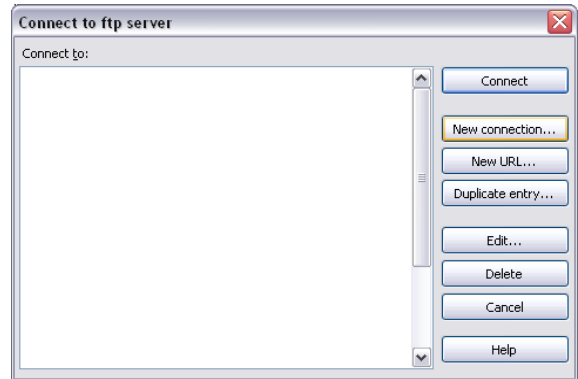 Connect to ftp server
Connect to:
Connect
New connection...
New URL...
Duplicate entry...
Edit...
Delete
Cancel
Help